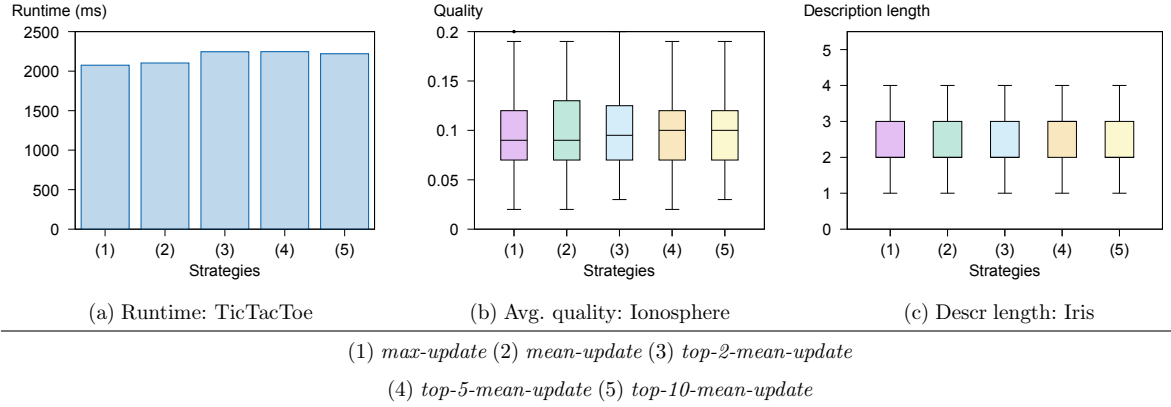 Runtime (ms)
2500
2000
1500
1000
500
0
(1) (2) (3) (4) (5)
Strategies
(a) Runtime: TicTacToe
Quality
0.2
0.15
0.1
0.05
0
(1) (2) (3) (4) (5)
Strategies
(b) Avg. quality: Ionosphere
Description length
5
4
3
2
1
0
(1) (2) (3) (4) (5)
Strategies
(c) Descr length: Iris
(1) max-update (2) mean-update (3) top-2-mean-update
(4) top-5-mean-update (5) top-10-mean-update